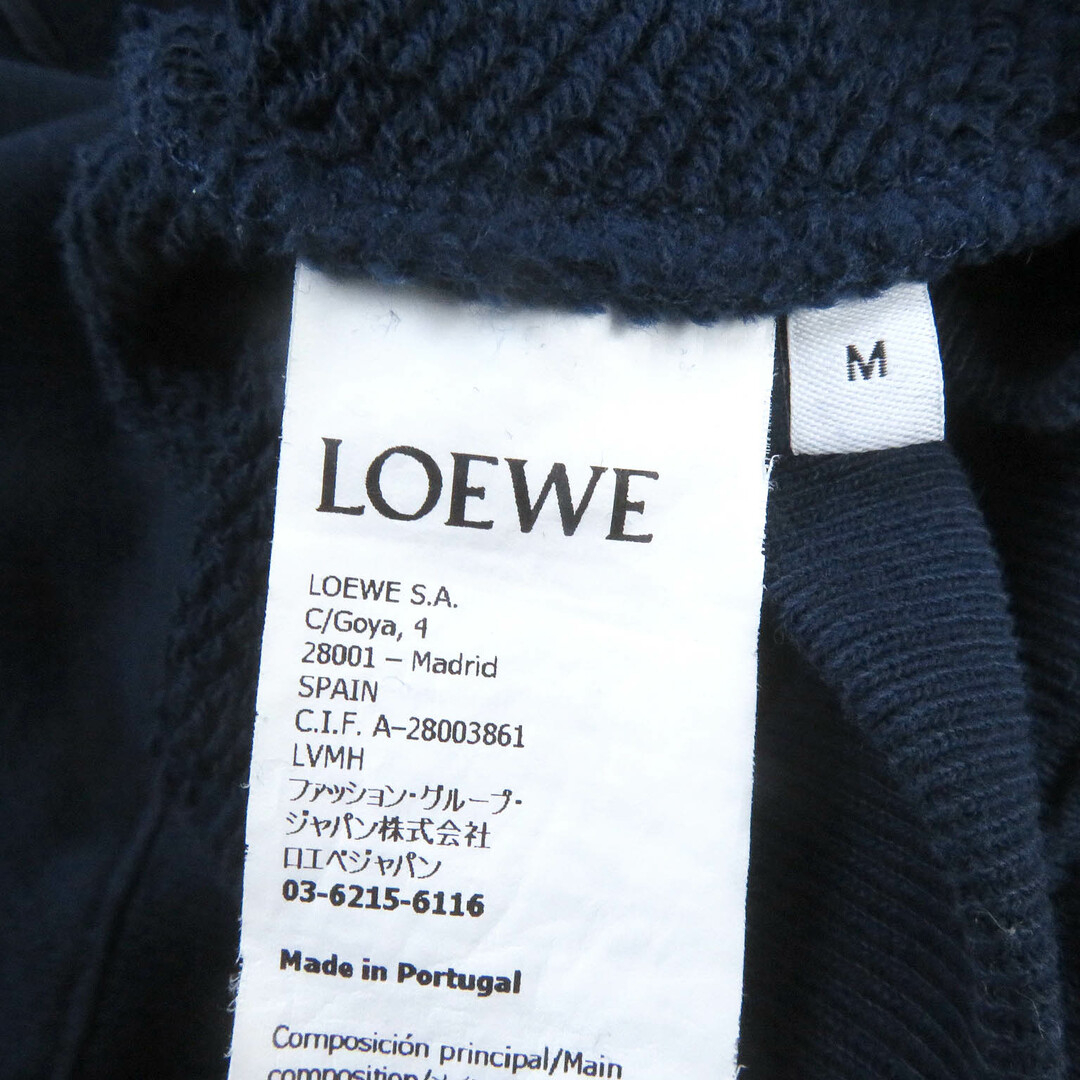 LOEWE
M
LOEWE S.A.
C/Goya, 4
28001 – Madrid
SPAIN
C.I.F. A–28003861
LVMH
ファッション・グループ・
ジャパン株式会社
ロエベジャパン
03-6215-6116
Made in Portugal
Composición principal/Main
composition/